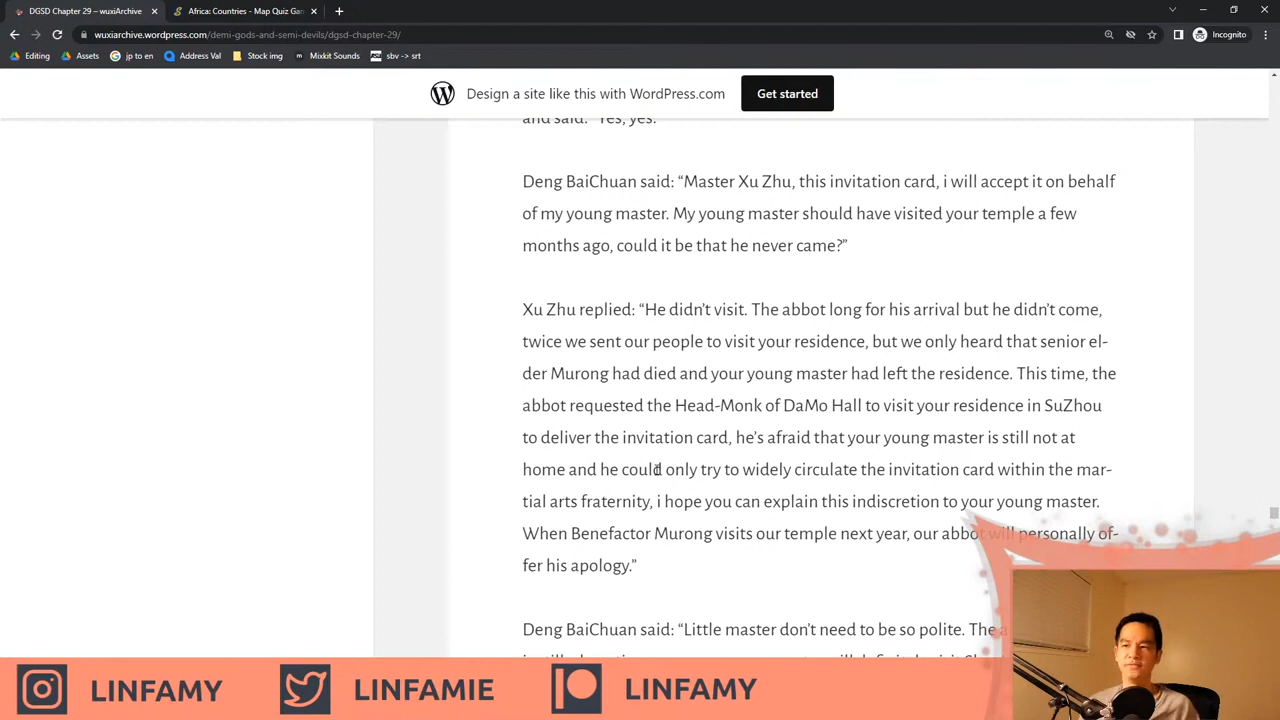 DGSD Chapter 29 – wuxiArchive
Africa: Countries - Map Quiz Gam
wuxiarchive.wordpress.com/demi-gods-and-semi-devils/dgsd-chapter-29/
Incognito
Editing
Assets
jp to en
Address Val
Stock img
Mixkit Sounds
sbv -> srt
Design a site like this with WordPress.com
Get started
and said: “Yes, yes.”
Deng BaiChuan said: “Master Xu Zhu, this invitation card, i will accept it on behalf
of my young master. My young master should have visited your temple a few
months ago, could it be that he never came?”
Xu Zhu replied: “He didn’t visit. The abbot long for his arrival but he didn’t come,
twice we sent our people to visit your residence, but we only heard that senior el-
der Murong had died and your young master had left the residence. This time, the
abbot requested the Head-Monk of DaMo Hall to visit your residence in SuZhou
to deliver the invitation card, he’s afraid that your young master is still not at
home and he could only try to widely circulate the invitation card within the mar-
tial arts fraternity, i hope you can explain this indiscretion to your young master.
When Benefactor Murong visits our temple next year, our abbot will personally of-
fer his apology.”
Deng BaiChuan said: “Little master don’t need to be so polite. The
LINFAMY
LINFAMIE
LINFAMY